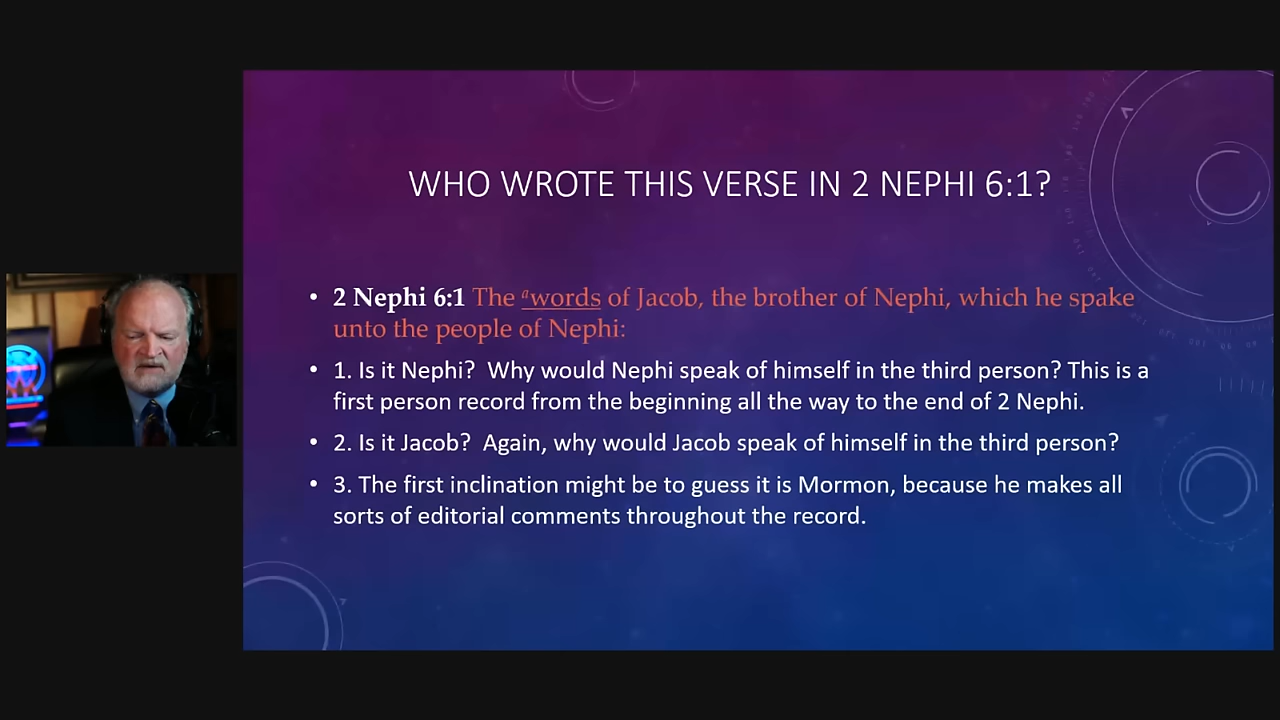 WHO WROTE THIS VERSE IN 2 NEPHI 6:1?
• 2 Nephi 6:1 The ᵃwords of Jacob, the brother of Nephi, which he spake
unto the people of Nephi:
• 1. Is it Nephi?  Why would Nephi speak of himself in the third person? This is a
first person record from the beginning all the way to the end of 2 Nephi.
• 2. Is it Jacob?  Again, why would Jacob speak of himself in the third person?
• 3. The first inclination might be to guess it is Mormon, because he makes all
sorts of editorial comments throughout the record.